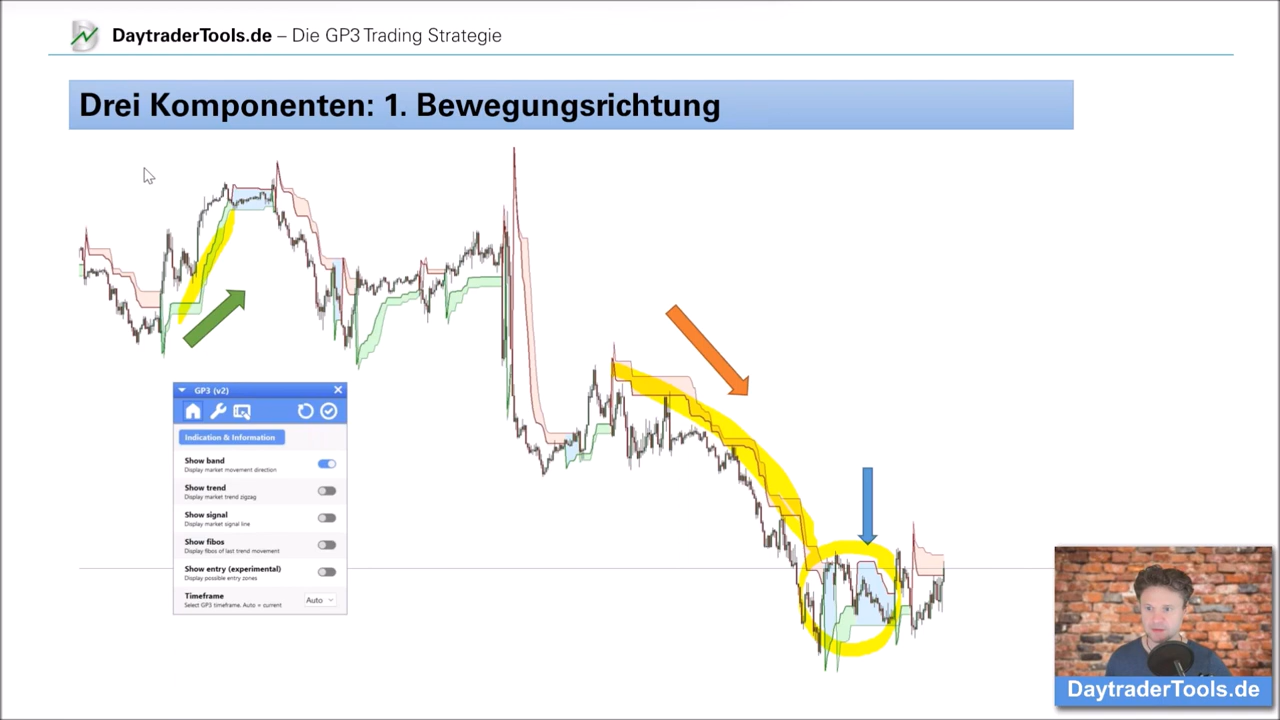 DaytraderTools.de – Die GP3 Trading Strategie
Drei Komponenten: 1. Bewegungsrichtung
GP3 (v2)
Indication & Information
Show band
Display market movement direction
Show trend
Display market trend zigzag
Show signal
Display market signal line
Show fibos
Display fibos of last trend movement
Show entry (experimental)
Display possible entry zones
Timeframe
Auto
Select GP3 timeframe. Auto = current
DaytraderTools.de